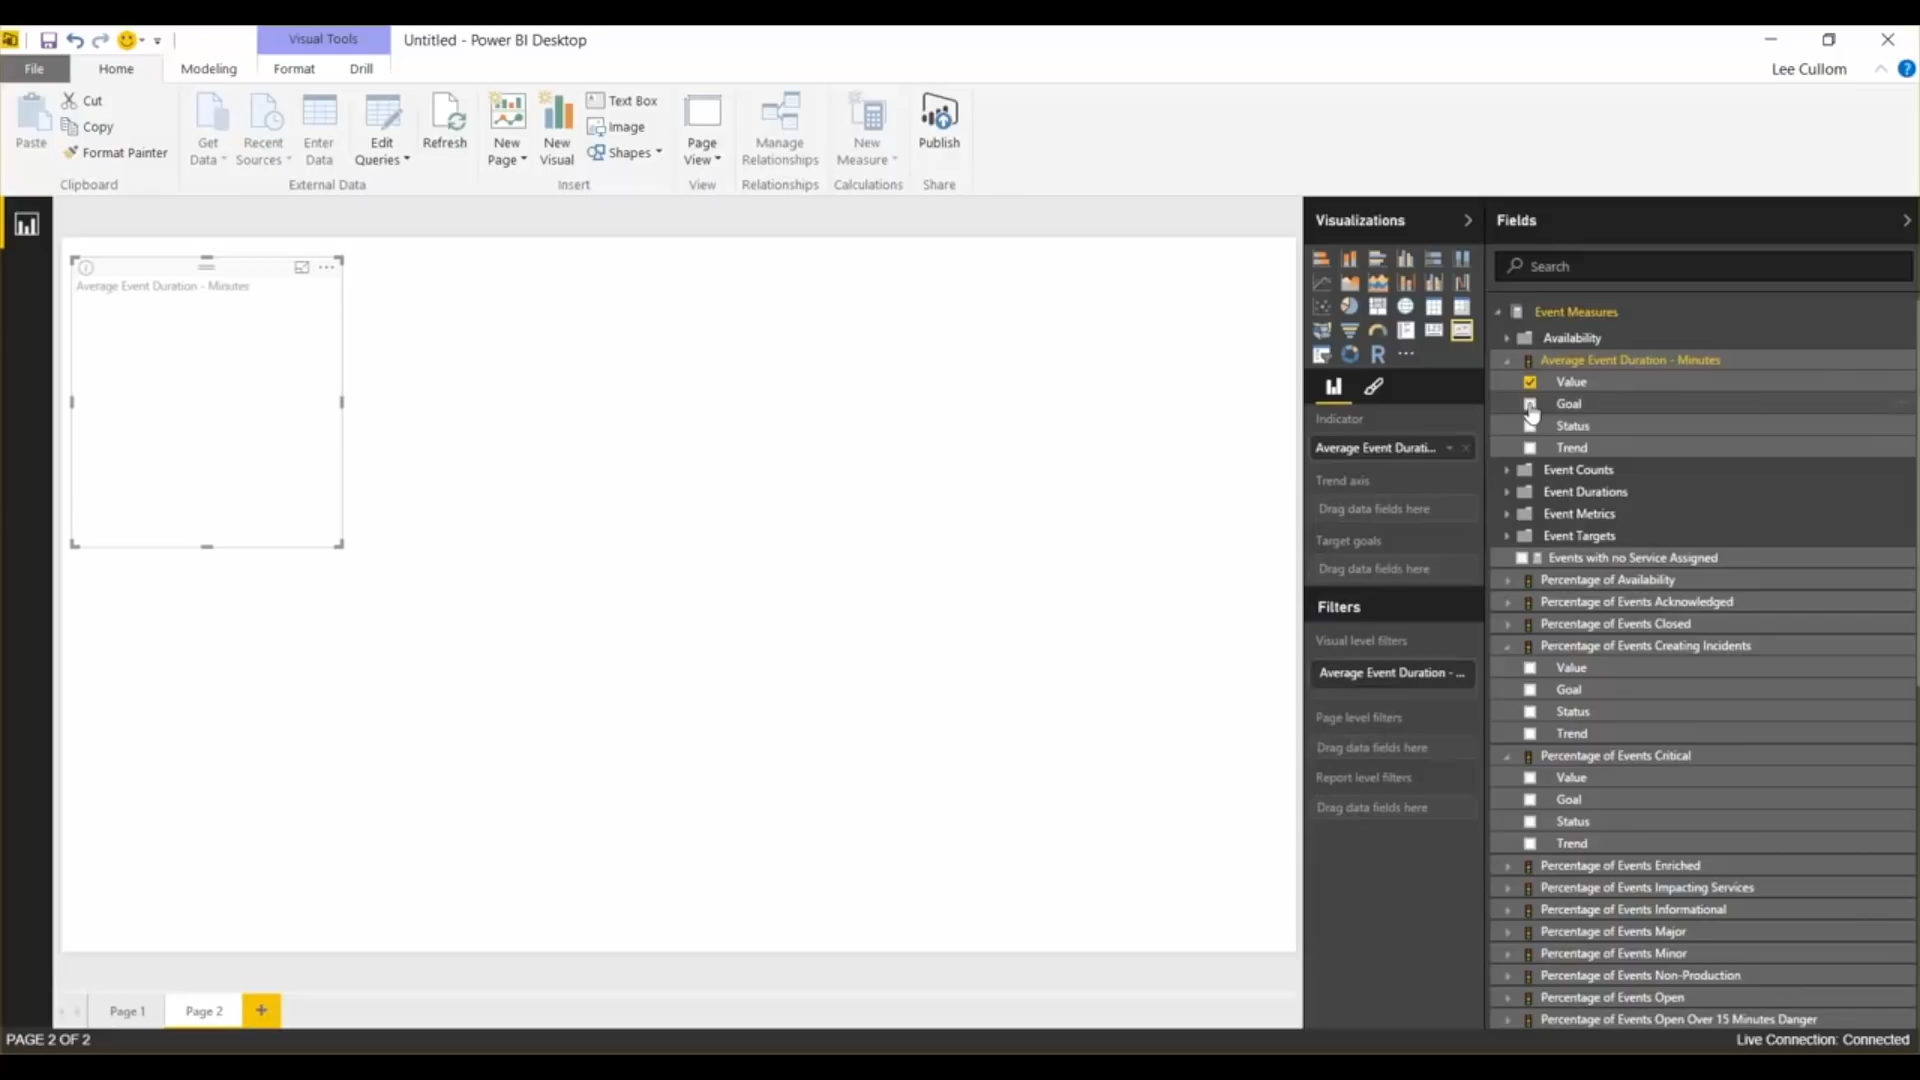 Visual Tools
Untitled - Power BI Desktop
File
Home
Modeling
Format
Drill
Lee Cullom
?
Paste
Cut
Copy
Format Painter
Clipboard
Get Data
Recent Sources
Enter Data
Edit Queries
Refresh
External Data
New Page
New Visual
Text Box
Image
Shapes
Insert
Page View
View
Manage Relationships
Relationships
New Measure
Calculations
Publish
Share
Average Event Duration - Minutes
Visualizations
R
Indicator
Average Event Durati...
Trend axis
Drag data fields here
Target goals
Drag data fields here
Filters
Visual level filters
Average Event Duration - ...
Page level filters
Drag data fields here
Report level filters
Drag data fields here
Fields
Search
Event Measures
Availability
Average Event Duration - Minutes
Value
Goal
Status
Trend
Event Counts
Event Durations
Event Metrics
Event Targets
Events with no Service Assigned
Percentage of Availability
Percentage of Events Acknowledged
Percentage of Events Closed
Percentage of Events Creating Incidents
Value
Goal
Status
Trend
Percentage of Events Critical
Value
Goal
Status
Trend
Percentage of Events Enriched
Percentage of Events Impacting Services
Percentage of Events Informational
Percentage of Events Major
Percentage of Events Minor
Percentage of Events Non-Production
Percentage of Events Open
Percentage of Events Open Over 15 Minutes Danger
Page 1
Page 2
+
PAGE 2 OF 2
Live Connection: Connected